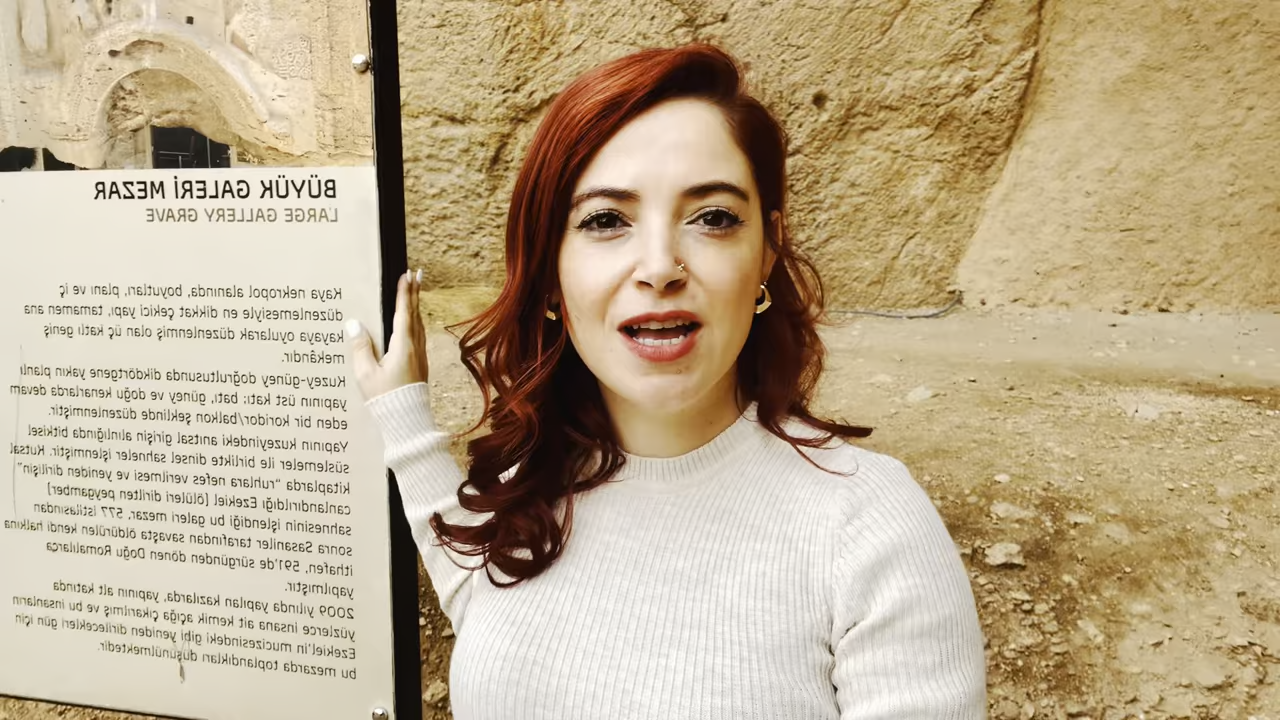 BÜYÜK GALERİ MEZAR
LARGE GALLERY GRAVE
Kaya nekropol alanında, boyutları, planı ve iç
düzenlemesiyle en dikkat çekici yapı, tamamen ana
kayaya oyularak düzenlenmiş olan üç katlı geniş
mekândır.
Kuzey-güney doğrultusunda dikdörtgene yakın planlı
yapının üst katı: batı, güney ve doğu kenarlarda devam
eden bir koridor/balkon şeklinde düzenlenmiştir.
Yapının kuzeyindeki anıtsal girişin alınlığında bitkisel
süslemeler ile birlikte dinsel sahneler işlenmiştir. Kutsal
kitaplarda "ruhlara nefes verilmesi ve yeniden dirilişin"
canlandırıldığı Ezekiel (ölüleri dirilten peygamber)
sahnesinin işlendiği bu galeri mezar, 577 istilasından
sonra Sasaniler tarafından savaşta öldürülen kendi halkına
ithafen, 591'de sürgünden dönen Doğu Romalılarca
yapılmıştır.
2009 yılında yapılan kazılarda, yapının alt katında
yüzlerce insana ait kemik açığa çıkarılmış ve bu insanların
Ezekiel'in mucizesindeki gibi yeniden dirilecekleri gün için
bu mezarda toplandıkları düşünülmektedir.